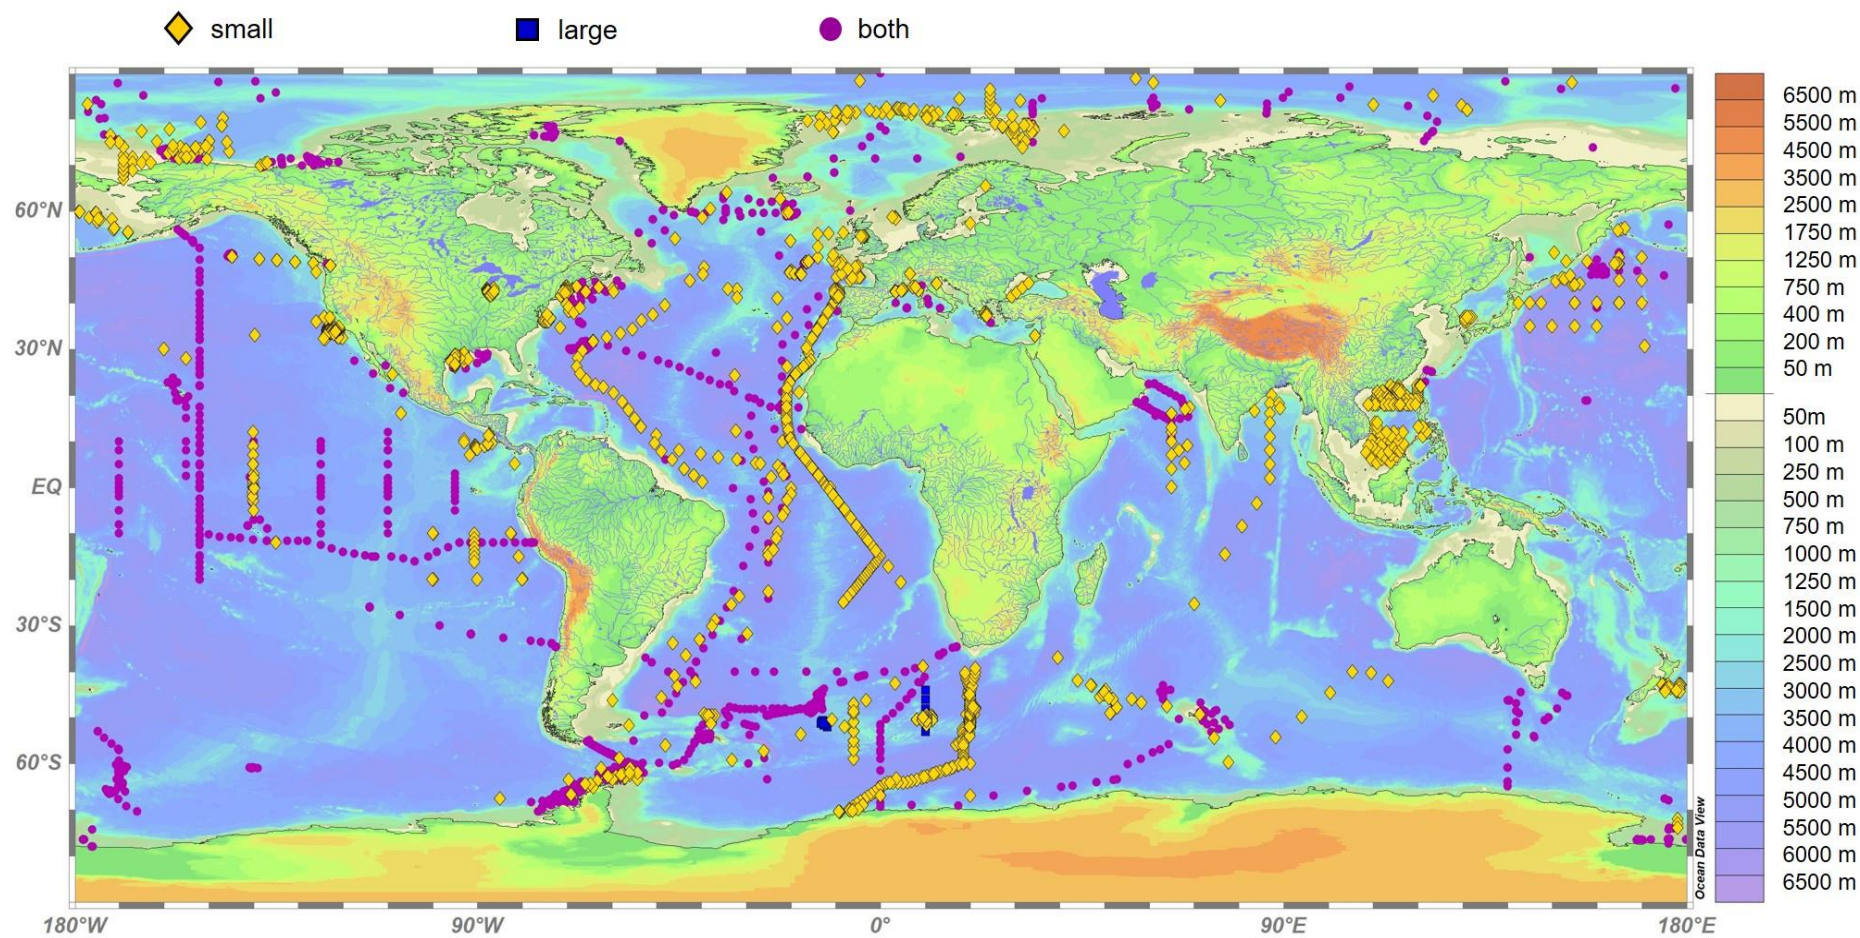 small large both
6500 m
5500 m
4500 m
3500 m
2500 m
1750 m
1250 m
750 m
400 m
200 m
50 m
50m
100 m
250 m
500 m
750 m
1000 m
1250 m
1500 m
2000 m
2500 m
3000 m
3500 m
4000 m
4500 m
5000 m
5500 m
6000 m
6500 m
60°N
30°N
EQ
30°S
60°S
180°W 90°W 0° 90°E 180°E
Ocean Data View